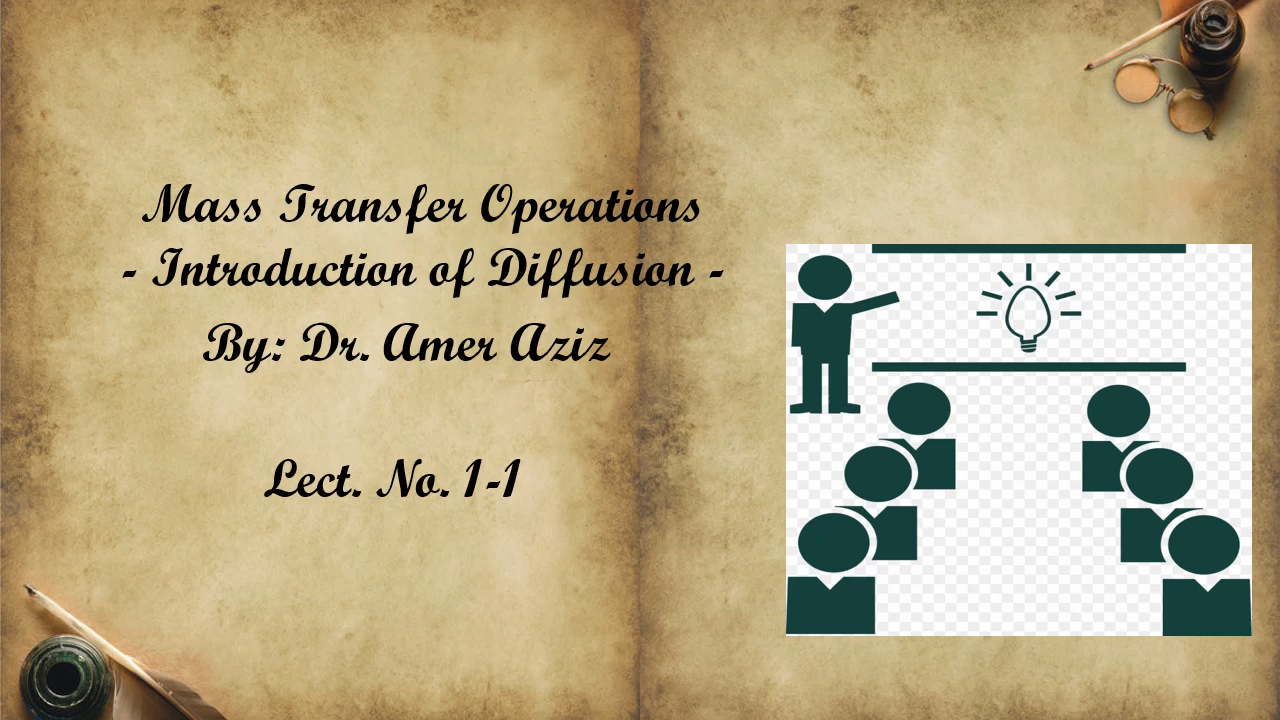 Mass Transfer Operations
- Introduction of Diffusion -
By: Dr. Amer Aziz
Lect. No. 1-1